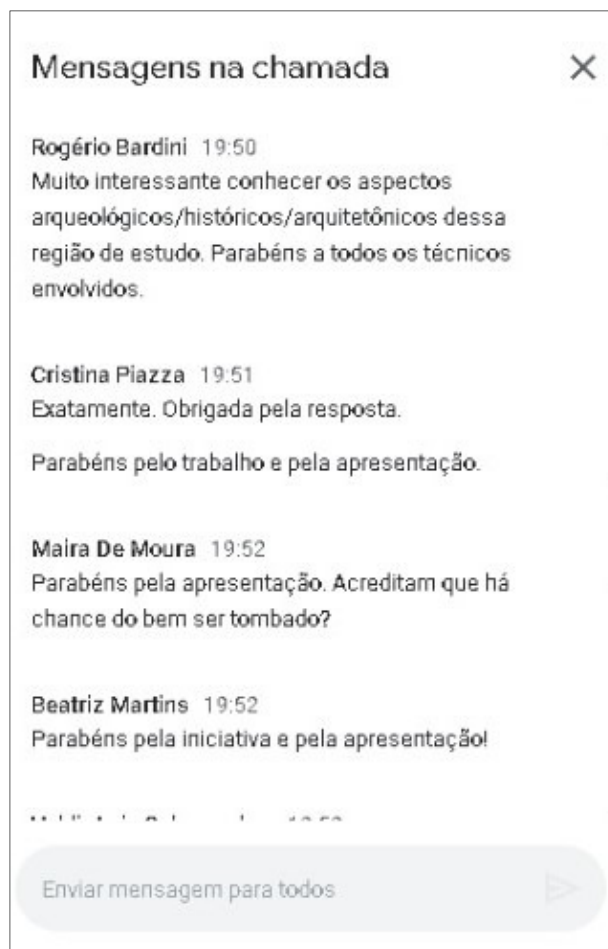 Mensagens na chamada
Rogério Bardini 19:50
Muito interessante conhecer os aspectos
arqueológicos/históricos/arquitetônicos dessa
região de estudo. Parabéns a todos os técnicos
envolvidos.
Cristina Piazza 19:51
Exatamente. Obrigada pela resposta.
Parabéns pelo trabalho e pela apresentação.
Maira De Moura 19:52
Parabéns pela apresentação. Acreditam que há
chance do bem ser tombado?
Beatriz Martins 19:52
Parabéns pela iniciativa e pela apresentação!
Enviar mensagem para todos